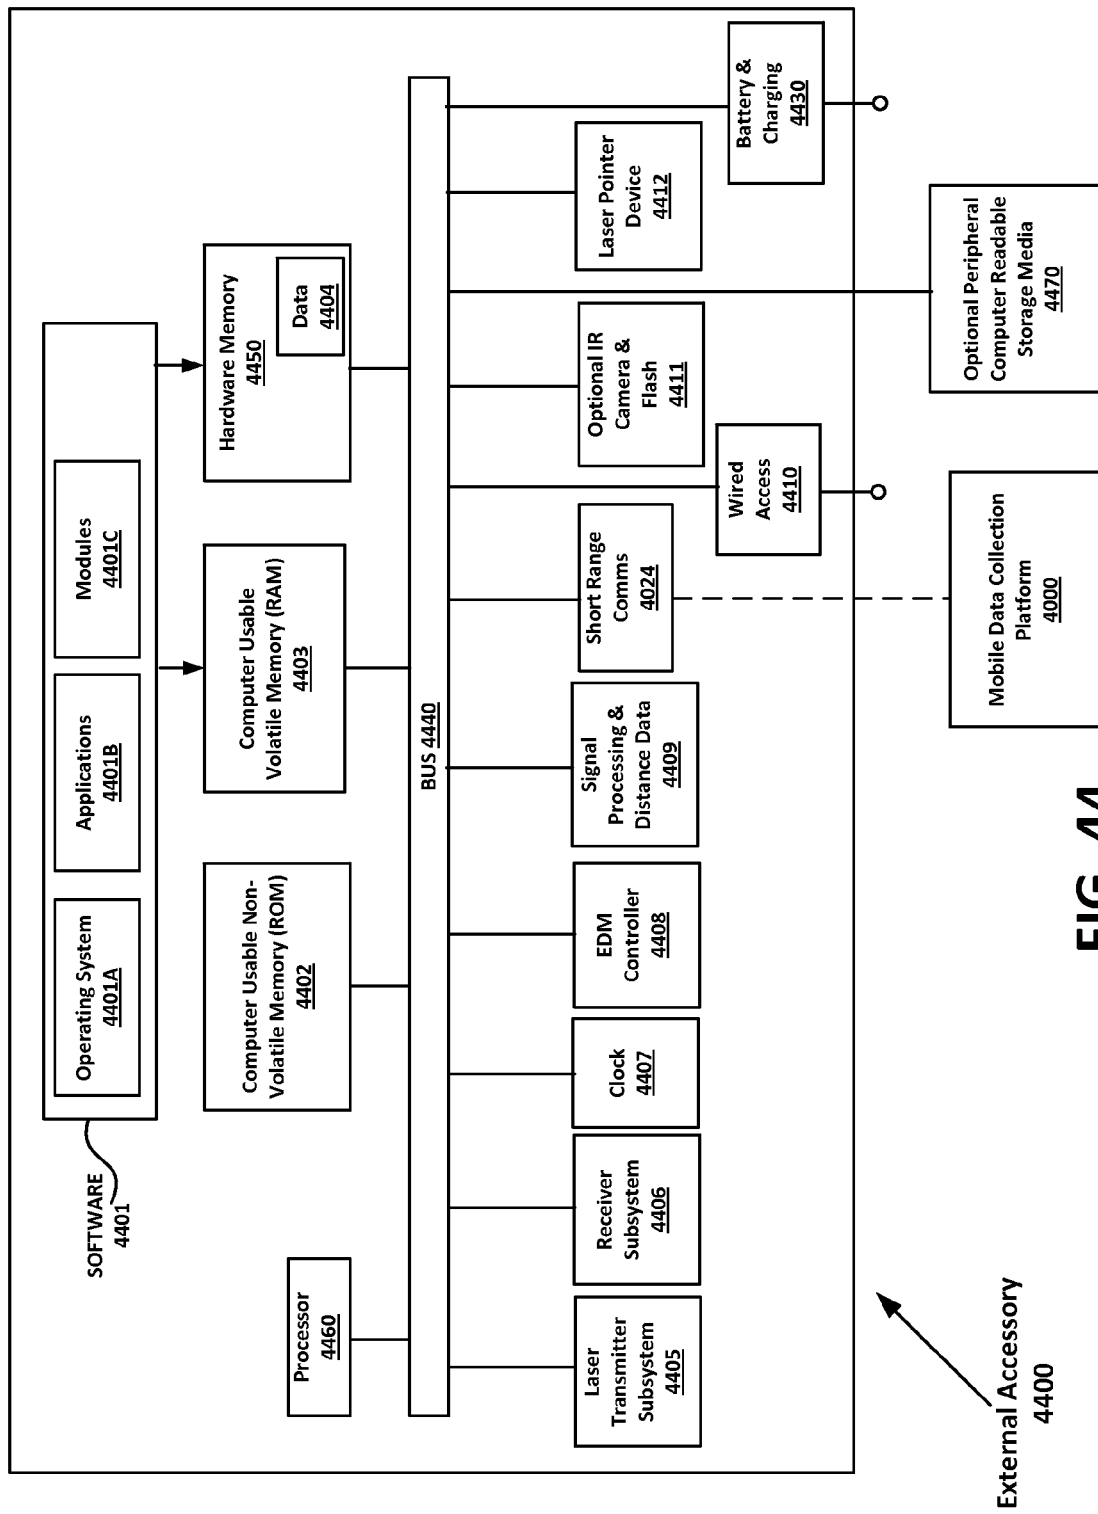 SOFTWARE
4401
Operating System
4401A
Applications
4401B
Modules
4401C
Processor
4460
Computer Usable Non-
Volatile Memory (ROM)
4402
Computer Usable
Volatile Memory (RAM)
4403
Hardware Memory
4450
Data
4404
BUS 4440
Laser
Transmitter
Subsystem
4405
Receiver
Subsystem
4406
Clock
4407
EDM
Controller
4408
Signal
Processing &
Distance Data
4409
Short Range
Comms
4024
Wired
Access
4410
Optional IR
Camera &
Flash
4411
Laser Pointer
Device
4412
Battery &
Charging
4430
External Accessory
4400
Mobile Data Collection
Platform
4000
Optional Peripheral
Computer Readable
Storage Media
4470
FIG. 44